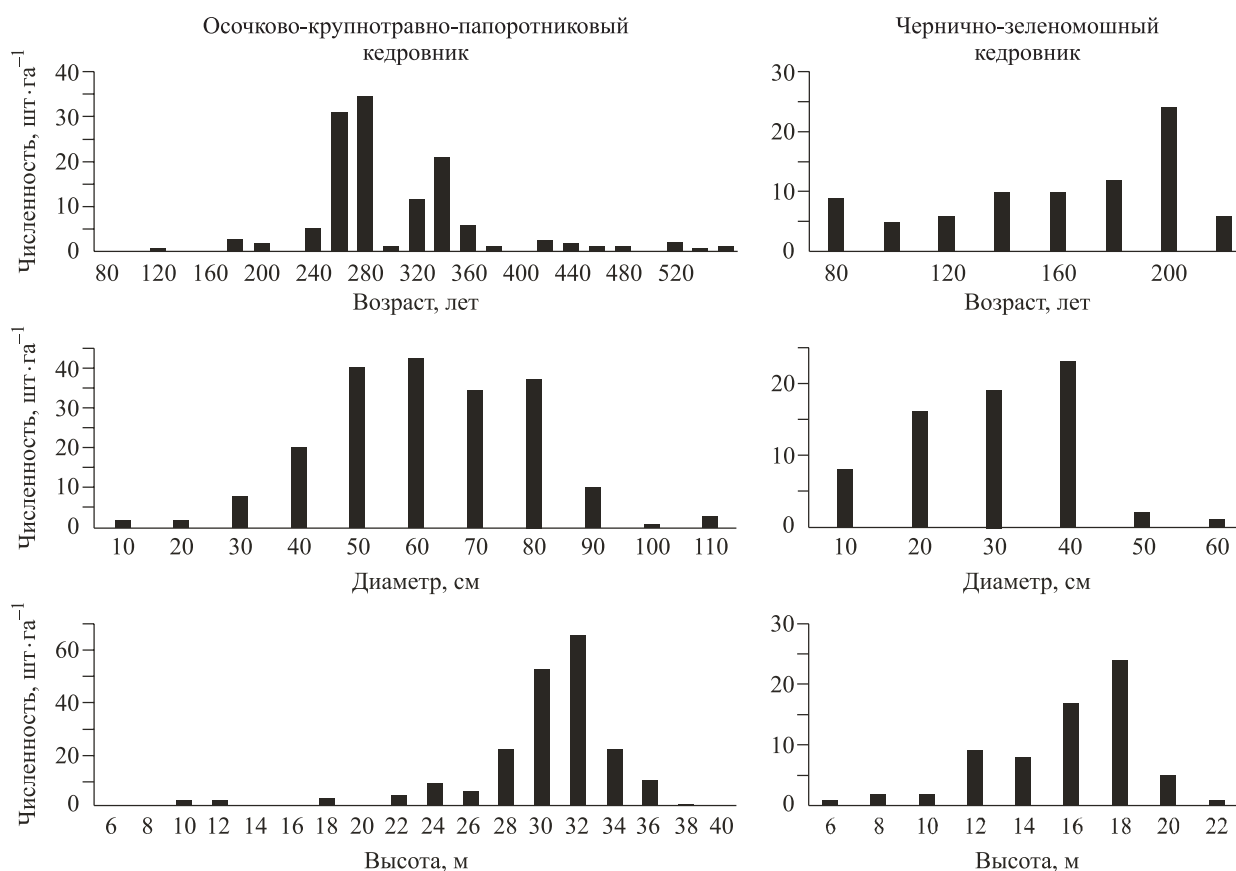 Осочково-крупнотравно-папоротниковый
кедровник
Чернично-зеленомошный
кедровник
Численность, шт·га⁻¹
40
30
20
10
0
80 120 160 200 240 280 320 360 400 440 480 520
Возраст, лет
30
20
10
0
80 120 160 200
Возраст, лет
Численность, шт·га⁻¹
40
30
20
10
0
10 20 30 40 50 60 70 80 90 100 110
Диаметр, см
20
10
0
10 20 30 40 50 60
Диаметр, см
Численность, шт·га⁻¹
60
40
20
0
6 8 10 12 14 16 18 20 22 24 26 28 30 32 34 36 38 40
Высота, м
30
20
10
0
6 8 10 12 14 16 18 20 22
Высота, м